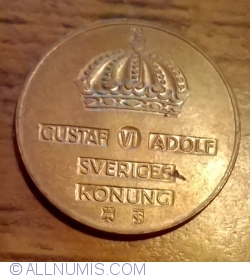 GUSTAF VI ADOLF
SVERIGES
KONUNG
© ALLNUMIS.COM